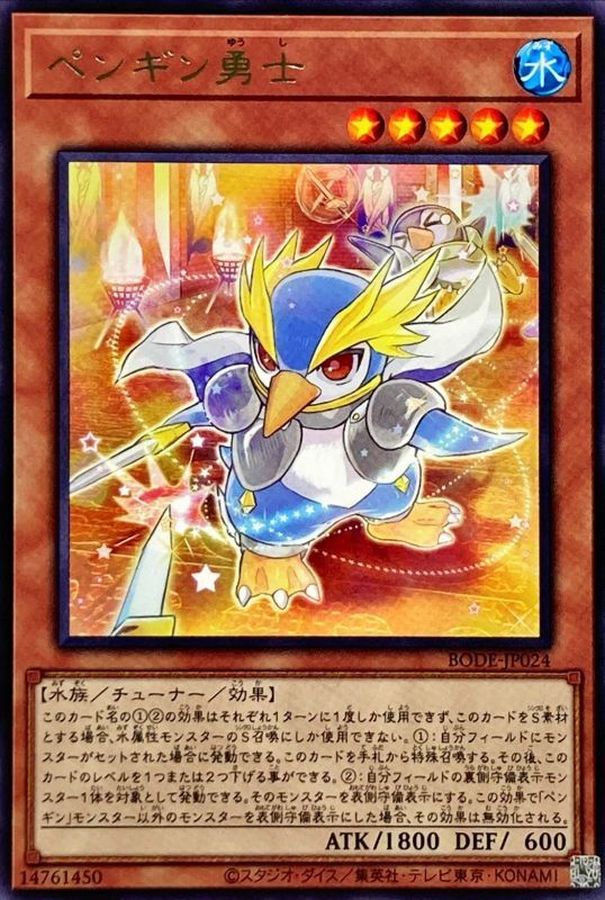 ペンギン勇士
水
BODE-JP024
【水族／チューナー／効果】
このカード名の①②の効果はそれぞれ1ターンに1度しか使用できず、このカードをS素材
とする場合、水属性モンスターのS召喚にしか使用できない。①：自分フィールドにモン
スターがセットされた場合に発動できる。このカードを手札から特殊召喚する。その後、この
カードのレベルを1つまたは2つ下げる事ができる。②：自分フィールドの裏側守備表示モン
スター1体を対象として発動できる。そのモンスターを表側守備表示にする。この効果で「ペン
ギン」モンスター以外のモンスターを表側守備表示にした場合、その効果は無効化される。
ATK/1800 DEF/ 600
14761450
©スタジオ・ダイス／集英社・テレビ東京・KONAMI